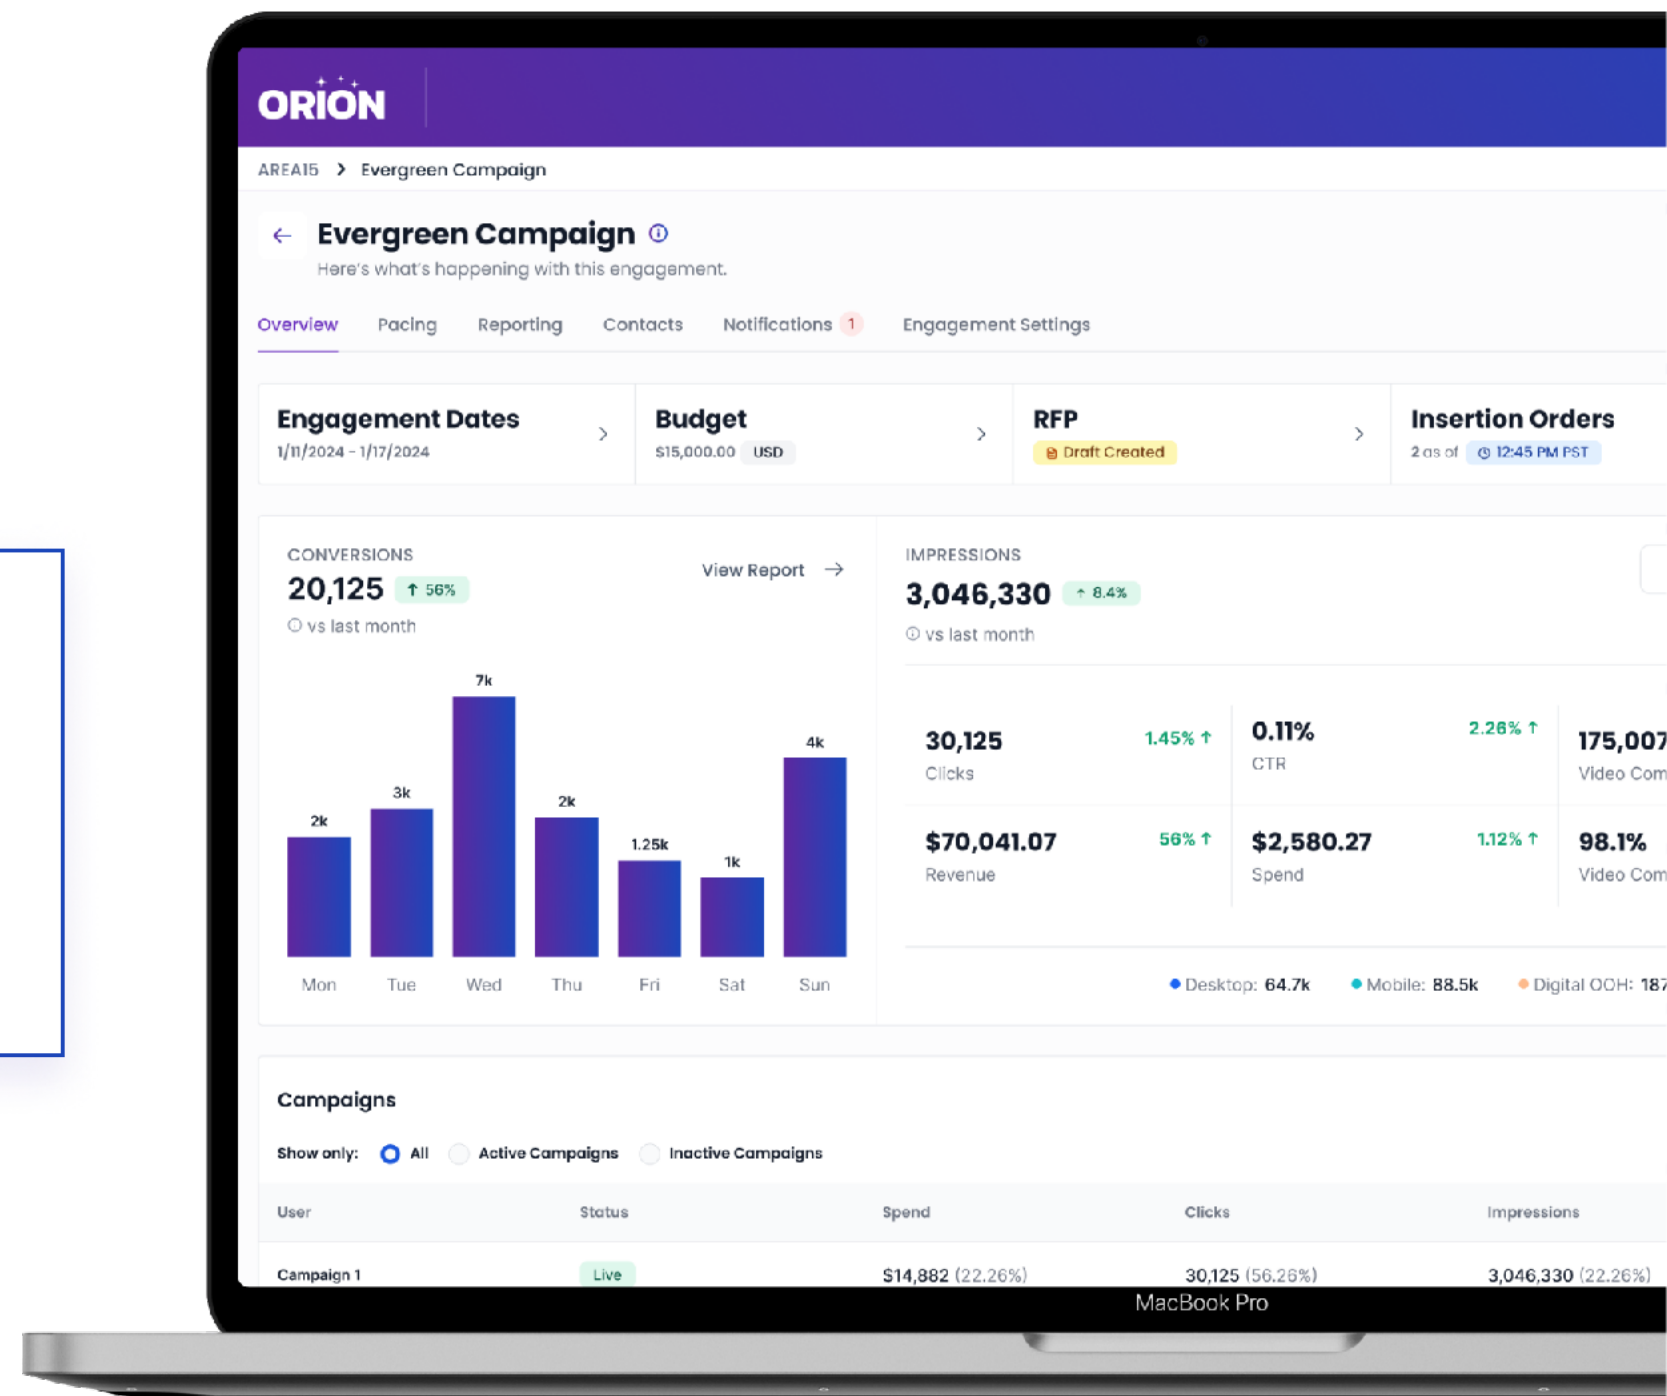 ORION
AREA15 > Evergreen Campaign
Evergreen Campaign
Here's what's happening with this engagement.
Overview Pacing Reporting Contacts Notifications 1 Engagement Settings
Engagement Dates
1/11/2024 - 1/17/2024
Budget
$15,000.00 USD
RFP
Draft Created
Insertion Orders
2 as of 12:45 PM PST
CONVERSIONS
20,125 ↑ 56%
vs last month
View Report →
7k
4k
3k
2k
2k
1.25k
1k
Mon Tue Wed Thu Fri Sat Sun
IMPRESSIONS
3,046,330 ↑ 8.4%
vs last month
30,125 1.45% ↑
Clicks
0.11% 2.26% ↑
CTR
175,007
Video Com
$70,041.07 56% ↑
Revenue
$2,580.27 1.12% ↑
Spend
98.1%
Video Com
Desktop: 64.7k Mobile: 88.5k Digital OOH: 187
Campaigns
Show only: All Active Campaigns Inactive Campaigns
User Status Spend Clicks Impressions
Campaign 1 Live $14,882 (22.26%) 30,125 (56.26%) 3,046,330 (22.26%)
MacBook Pro